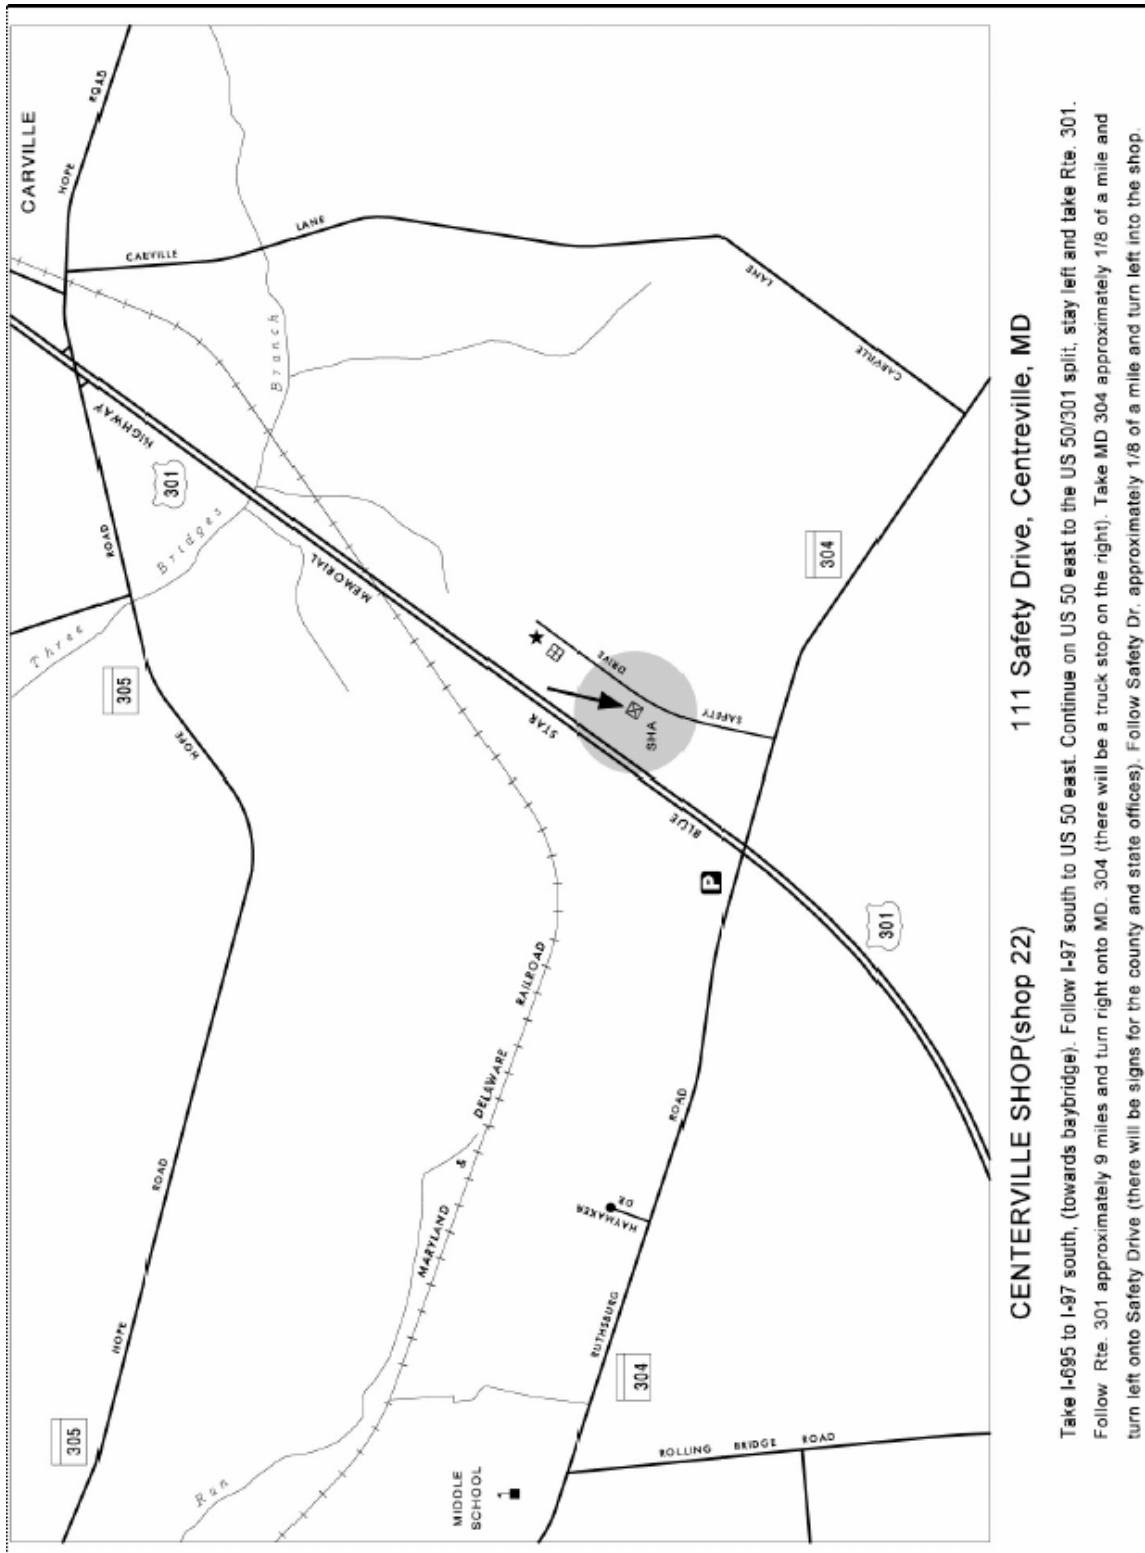 CARVILLE
HOPE ROAD
CARVILLE LANE
LANE
CARVILLE
HIGHWAY
301
MEMORIAL
STAR
BLUE
301
Three Bridges Branch
ROAD
305
HOPE
ROAD
HOPE
305
DRIVE
SAFETY
SHA
304
P
MARYLAND & DELAWARE RAILROAD
HAYMAKER DR
ROAD
RUTHSBURG
304
Run
MIDDLE
SCHOOL
1
ROLLING BRIDGE ROAD
CENTERVILLE SHOP(shop 22) 111 Safety Drive, Centreville, MD
Take I-695 to I-97 south, (towards baybridge). Follow I-97 south to US 50 east. Continue on US 50 east to the US 50/301 split, stay left and take Rte. 301.
Follow Rte. 301 approximately 9 miles and turn right onto MD. 304 (there will be a truck stop on the right). Take MD 304 approximately 1/8 of a mile and
turn left onto Safety Drive (there will be signs for the county and state offices). Follow Safety Dr. approximately 1/8 of a mile and turn left into the shop.